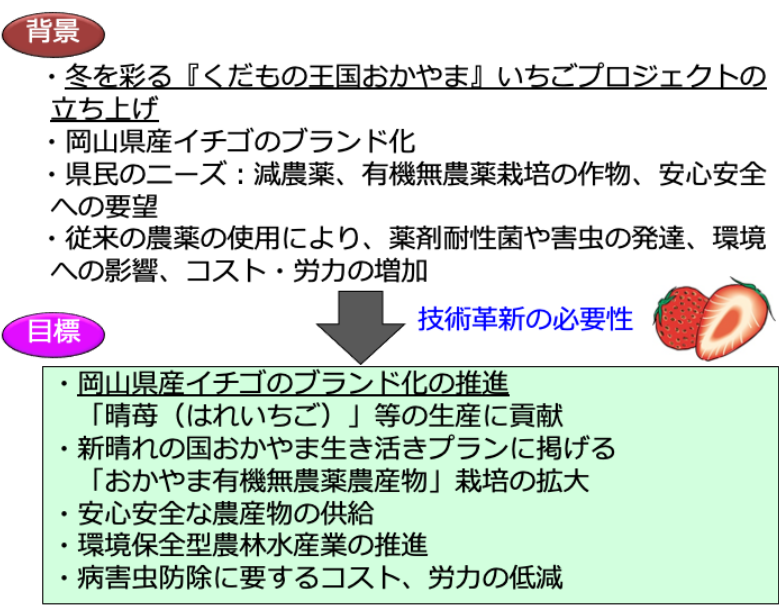 背景
・冬を彩る『くだもの王国おかやま』いちごプロジェクトの
立ち上げ
・岡山県産イチゴのブランド化
・県民のニーズ：減農薬、有機無農薬栽培の作物、安心安全
への要望
・従来の農薬の使用により、薬剤耐性菌や害虫の発達、環境
への影響、コスト・労力の増加
技術革新の必要性
目標
・岡山県産イチゴのブランド化の推進
「晴苺（はれいちご）」等の生産に貢献
・新晴れの国おかやま生き活きプランに掲げる
「おかやま有機無農薬農産物」栽培の拡大
・安心安全な農産物の供給
・環境保全型農林水産業の推進
・病害虫防除に要するコスト、労力の低減